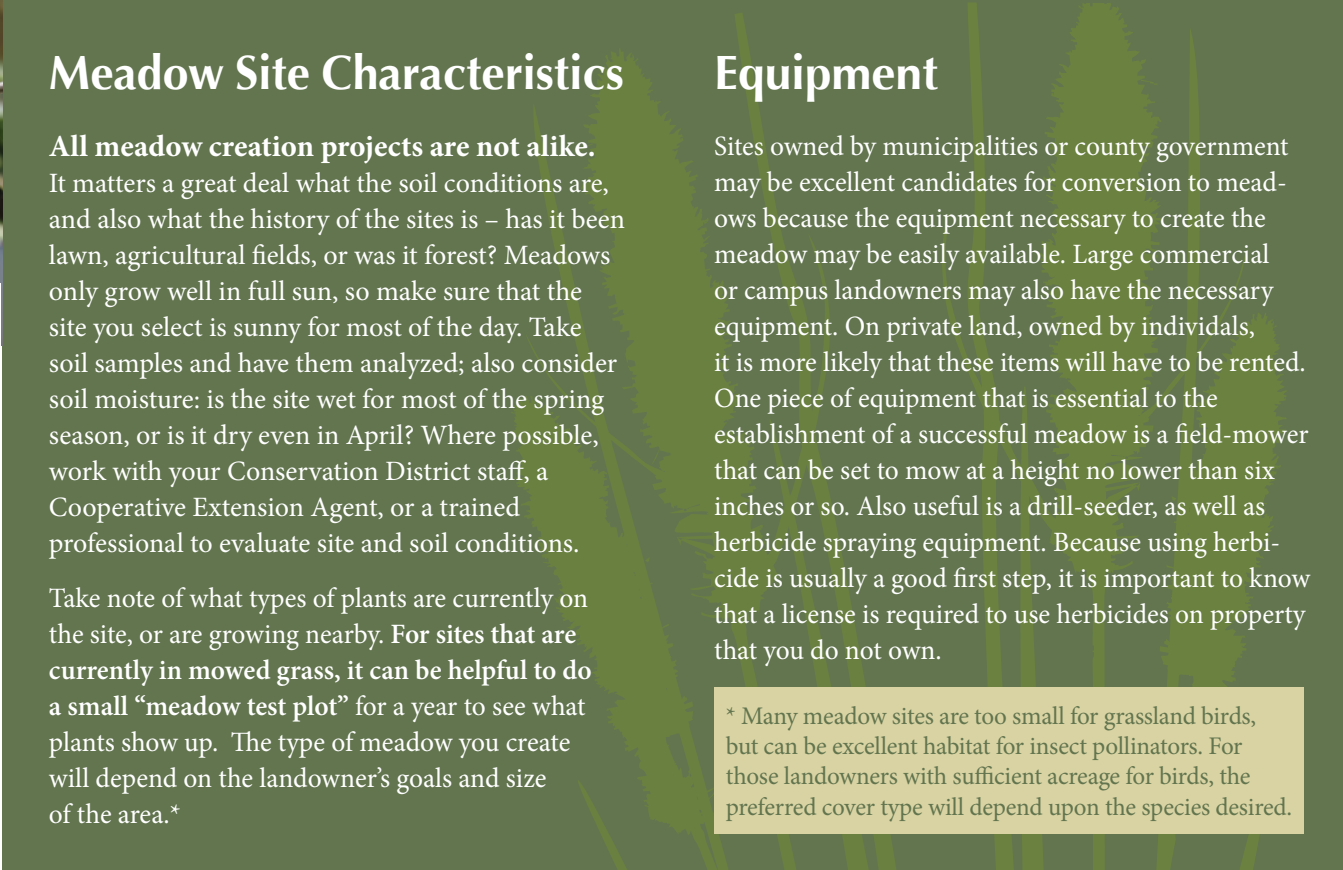 Meadow Site Characteristics
All meadow creation projects are not alike.
It matters a great deal what the soil conditions are,
and also what the history of the sites is – has it been
lawn, agricultural fields, or was it forest? Meadows
only grow well in full sun, so make sure that the
site you select is sunny for most of the day. Take
soil samples and have them analyzed; also consider
soil moisture: is the site wet for most of the spring
season, or is it dry even in April? Where possible,
work with your Conservation District staff, a
Cooperative Extension Agent, or a trained
professional to evaluate site and soil conditions.
Take note of what types of plants are currently on
the site, or are growing nearby. For sites that are
currently in mowed grass, it can be helpful to do
a small “meadow test plot” for a year to see what
plants show up.  The type of meadow you create
will depend on the landowner’s goals and size
of the area.*
Equipment
Sites owned by municipalities or county government
may be excellent candidates for conversion to mead-
ows because the equipment necessary to create the
meadow may be easily available. Large commercial
or campus landowners may also have the necessary
equipment. On private land, owned by individals,
it is more likely that these items will have to be rented.
One piece of equipment that is essential to the
establishment of a successful meadow is a field-mower
that can be set to mow at a height no lower than six
inches or so. Also useful is a drill-seeder, as well as
herbicide spraying equipment. Because using herbi-
cide is usually a good first step, it is important to know
that a license is required to use herbicides on property
that you do not own.
* Many meadow sites are too small for grassland birds,
but can be excellent habitat for insect pollinators. For
those landowners with sufficient acreage for birds, the
preferred cover type will depend upon the species desired.